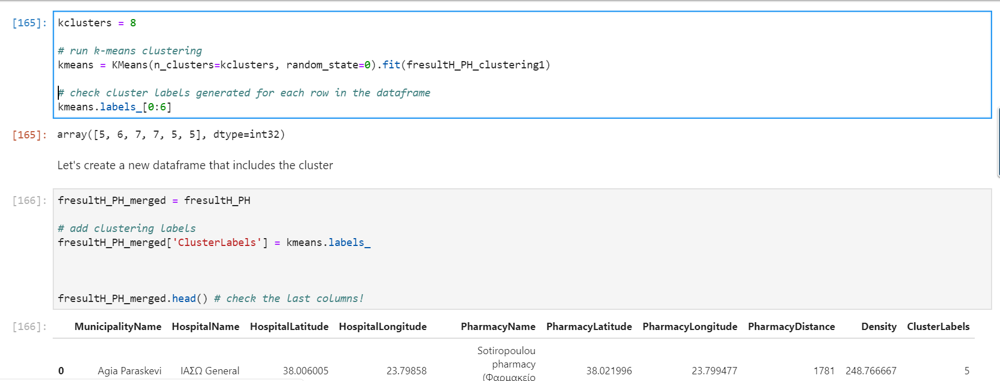 [165]: kclusters = 8
# run k-means clustering
kmeans = KMeans(n_clusters=kclusters, random_state=0).fit(fresultH_PH_clustering1)
# check cluster labels generated for each row in the dataframe
kmeans.labels_[0:6]
[165]: array([5, 6, 7, 7, 5, 5], dtype=int32)
Let's create a new dataframe that includes the cluster
[166]: fresultH_PH_merged = fresultH_PH
# add clustering labels
fresultH_PH_merged['ClusterLabels'] = kmeans.labels_
fresultH_PH_merged.head() # check the last columns!
[166]: MunicipalityName HospitalName HospitalLatitude HospitalLongitude PharmacyName PharmacyLatitude PharmacyLongitude PharmacyDistance Density ClusterLabels
Sotiropoulou
pharmacy
0 Agia Paraskevi ΙΑΣΩ General 38.006005 23.79858 38.021996 23.799477 1781 248.766667 5
(Φαρμακείο